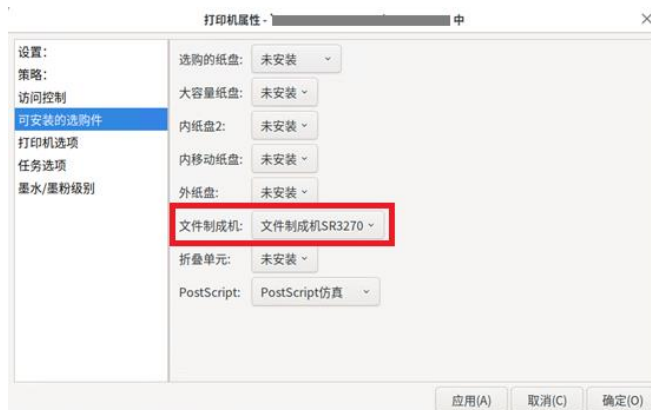 打印机属性 - 中
设置:
策略:
访问控制
可安装的选购件
打印机选项
任务选项
墨水/墨粉级别
选购的纸盘: 未安装
大容量纸盘: 未安装
内纸盘2: 未安装
内移动纸盘: 未安装
外纸盘: 未安装
文件制成机: 文件制成机SR3270
折叠单元: 未安装
PostScript: PostScript仿真
应用(A) 取消(C) 确定(O)